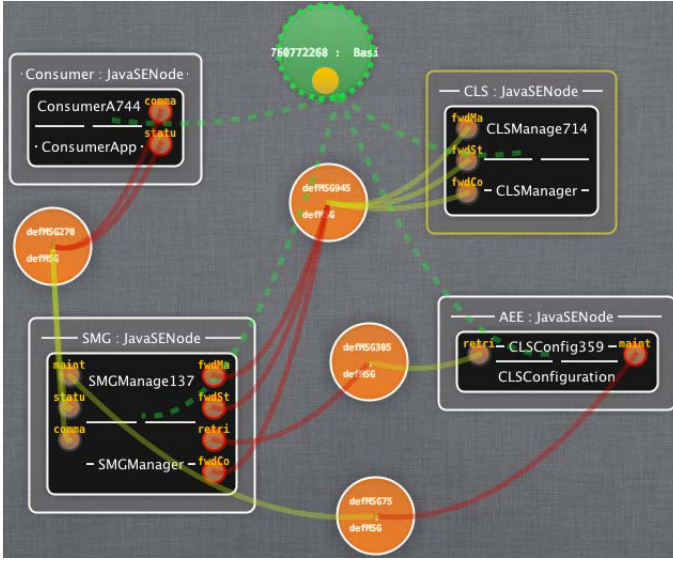 760772268 : Basi
Consumer : JavaSENode
ConsumerA744
comma
statu
ConsumerApp
CLS : JavaSENode
fwdMa
CLSManage714
fwdSt
fwdCo
CLSManager
defMSG945
defMSG
defMSG270
defMSG
SMG : JavaSENode
maint
SMGManage137
fwdMa
statu
fwdSt
comma
retri
SMGManager
fwdCo
defMSG305
defMSG
AEE : JavaSENode
retri
CLSConfig359
maint
CLSConfiguration
defMSG75
defMSG